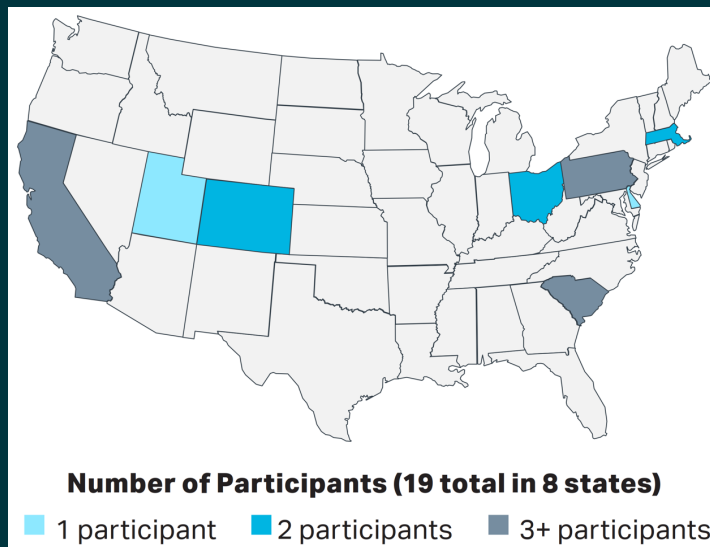 Number of Participants (19 total in 8 states)
1 participant 2 participants 3+ participants